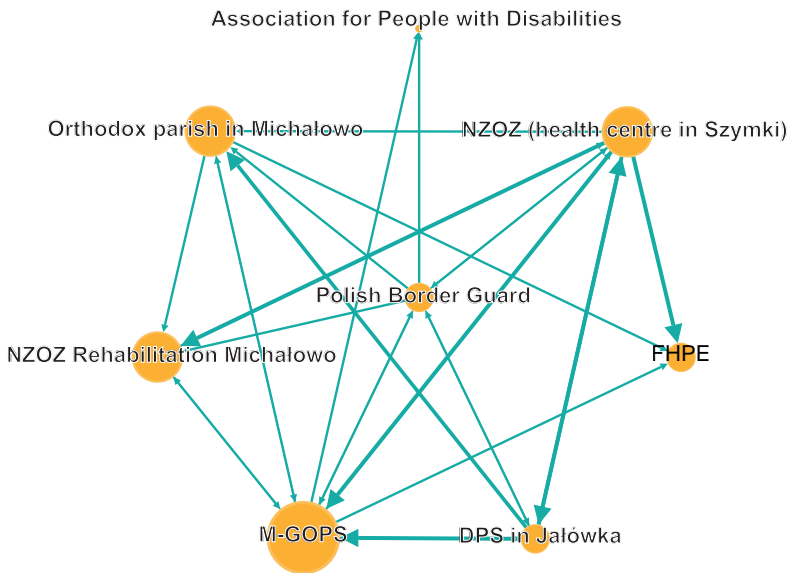 Association for People with Disabilities
Orthodox parish in Michałowo
NZOZ (health centre in Szymki)
Polish Border Guard
NZOZ Rehabilitation Michałowo
FHPE
M-GOPS
DPS in Jałówka